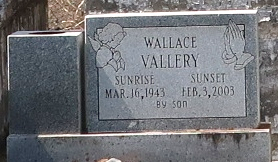 WALLACE
VALLERY
SUNRISE SUNSET
MAR. 16, 1943 FEB. 3, 2003
BY SON